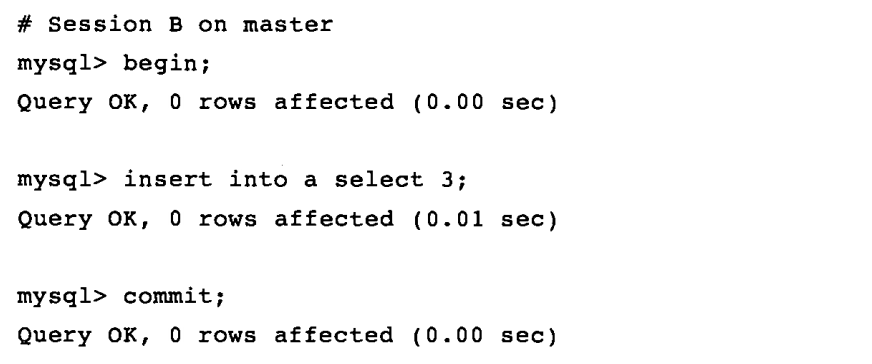 # Session B on master
mysql> begin;
Query OK, 0 rows affected (0.00 sec)
mysql> insert into a select 3;
Query OK, 0 rows affected (0.01 sec)
mysql> commit;
Query OK, 0 rows affected (0.00 sec)